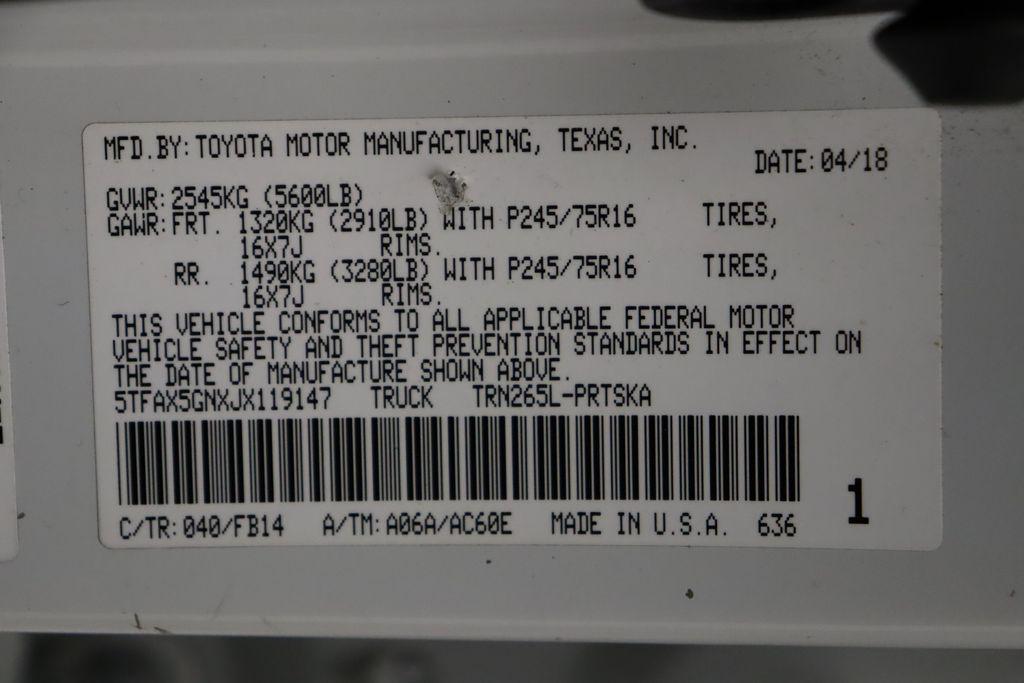 MFD.BY: TOYOTA MOTOR MANUFACTURING, TEXAS, INC.
DATE: 04/18
GVWR: 2545KG (5600LB)
GAWR: FRT. 1320KG (2910LB) WITH P245/75R16 TIRES,
16X7J RIMS.
RR. 1490KG (3280LB) WITH P245/75R16 TIRES,
16X7J RIMS.
THIS VEHICLE CONFORMS TO ALL APPLICABLE FEDERAL MOTOR
VEHICLE SAFETY AND THEFT PREVENTION STANDARDS IN EFFECT ON
THE DATE OF MANUFACTURE SHOWN ABOVE.
5TFAX5GNXJX119147 TRUCK TRN265L-PRTSKA
C/TR: 040/FB14 A/TM: A06A/AC60E MADE IN U.S.A. 636
1